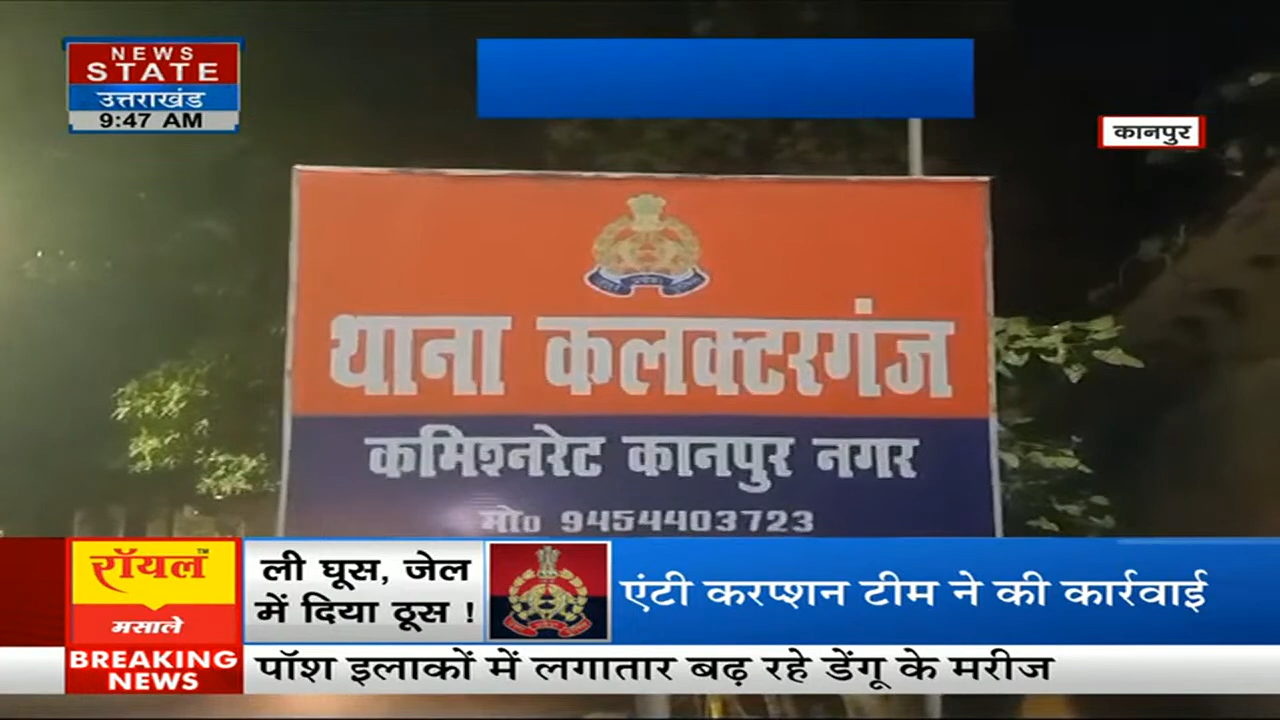 NEWS
STATE
उत्तराखंड
9:47 AM
कानपुर
थाना कलक्टरगंज
कमिश्नरेट कानपुर नगर
मो० 9454403723
रॉयल™
मसाले
ली घूस, जेल
में दिया ठूस !
एंटी करप्शन टीम ने की कार्रवाई
BREAKING
NEWS
पॉश इलाकों में लगातार बढ़ रहे डेंगू के मरीज